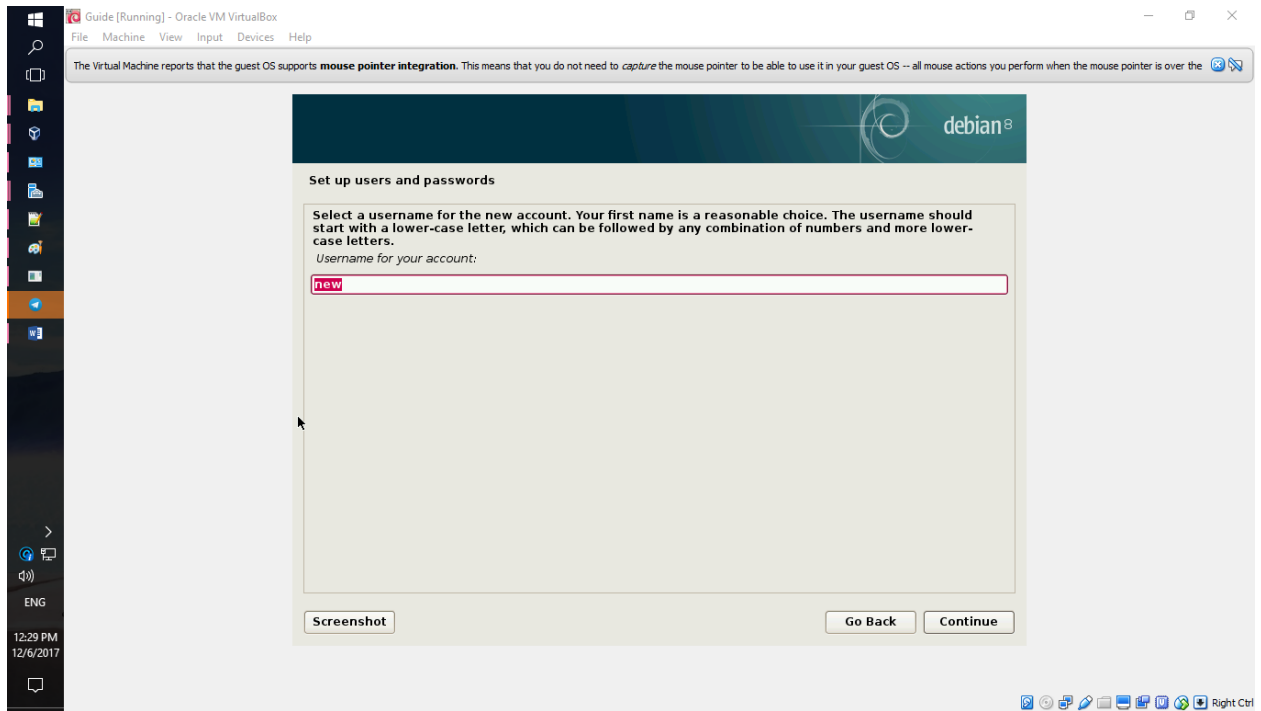 Guide [Running] - Oracle VM VirtualBox
File Machine View Input Devices Help
The Virtual Machine reports that the guest OS supports mouse pointer integration. This means that you do not need to capture the mouse pointer to be able to use it in your guest OS -- all mouse actions you perform when the mouse pointer is over the
debian 8
Set up users and passwords
Select a username for the new account. Your first name is a reasonable choice. The username should
start with a lower-case letter, which can be followed by any combination of numbers and more lower-
case letters.
Username for your account:
new
Screenshot
Go Back
Continue
ENG
12:29 PM
12/6/2017
Right Ctrl